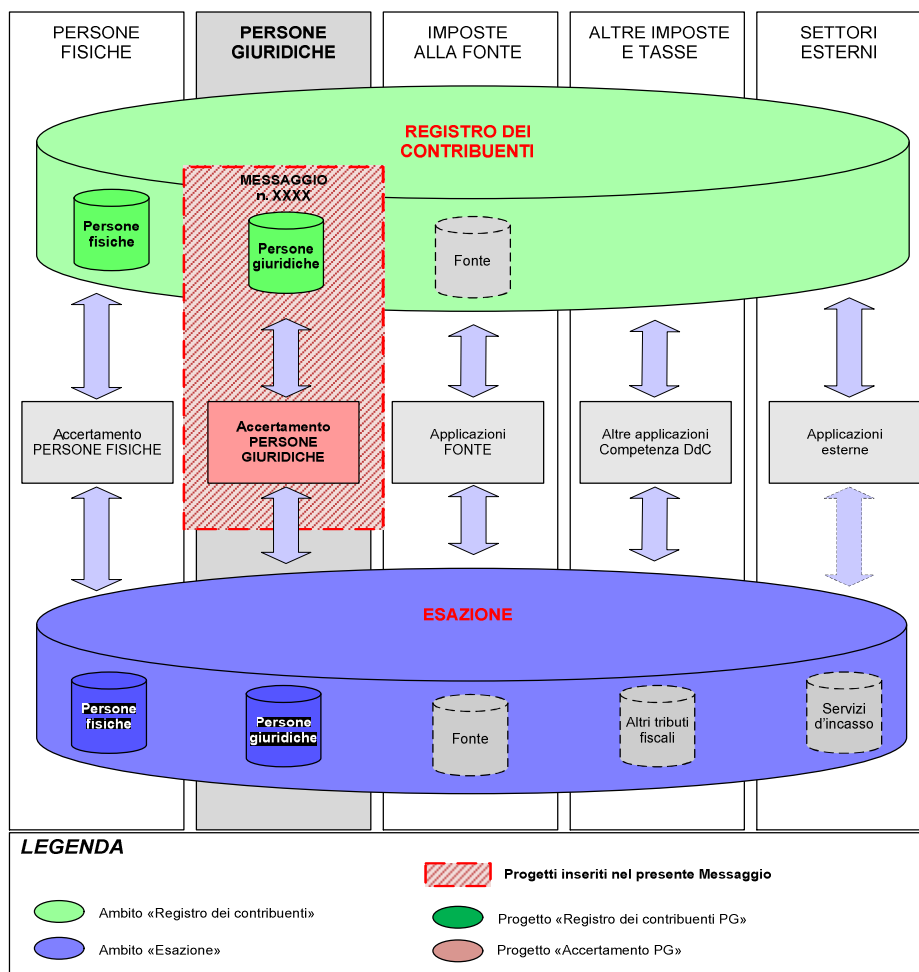 PERSONE
FISICHE
PERSONE
GIURIDICHE
IMPOSTE
ALLA FONTE
ALTRE IMPOSTE
E TASSE
SETTORI
ESTERNI
REGISTRO DEI
CONTRIBUENTI
MESSAGGIO
n. XXXX
Persone
fisiche
Persone
giuridiche
Fonte
Accertamento
PERSONE FISICHE
Accertamento
PERSONE
GIURIDICHE
Applicazioni
FONTE
Altre applicazioni
Competenza DdC
Applicazioni
esterne
ESAZIONE
Persone
fisiche
Persone
giuridiche
Fonte
Altri tributi
fiscali
Servizi
d'incasso
LEGENDA
Progetti inseriti nel presente Messaggio
Ambito «Registro dei contribuenti»
Progetto «Registro dei contribuenti PG»
Ambito «Esazione»
Progetto «Accertamento PG»